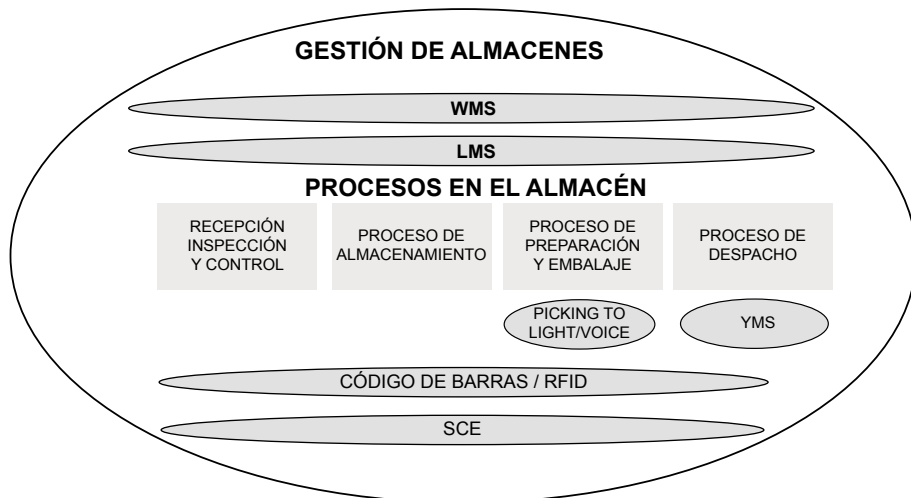 GESTIÓN DE ALMACENES
WMS
LMS
PROCESOS EN EL ALMACÉN
RECEPCIÓN
INSPECCIÓN
Y CONTROL
PROCESO DE
ALMACENAMIENTO
PROCESO DE
PREPARACIÓN
Y EMBALAJE
PROCESO DE
DESPACHO
PICKING TO
LIGHT/VOICE
YMS
CÓDIGO DE BARRAS / RFID
SCE